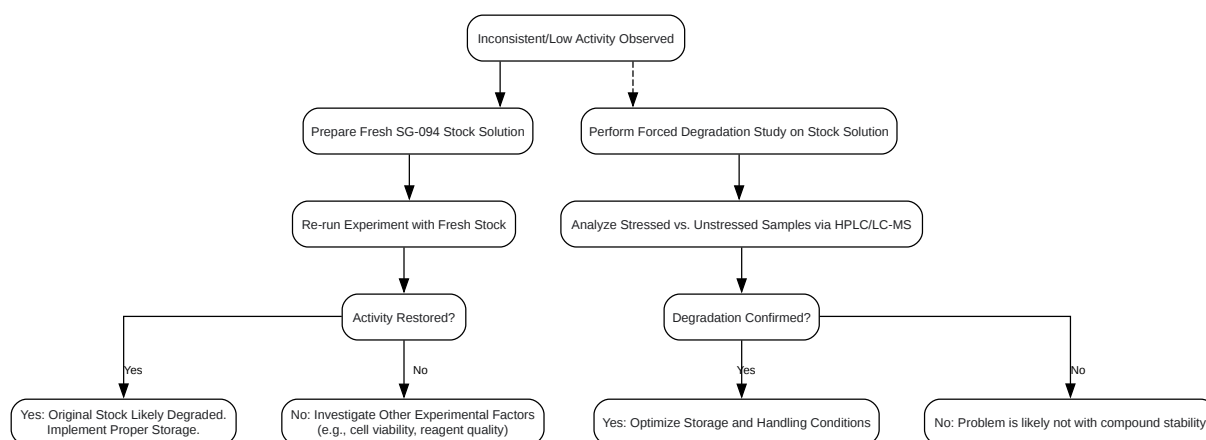 Inconsistent/Low Activity Observed
Prepare Fresh SG-094 Stock Solution
Perform Forced Degradation Study on Stock Solution
Re-run Experiment with Fresh Stock
Analyze Stressed vs. Unstressed Samples via HPLC/LC-MS
Activity Restored?
Degradation Confirmed?
Yes
No
Yes
No
Yes: Original Stock Likely Degraded.
Implement Proper Storage.
No: Investigate Other Experimental Factors
(e.g., cell viability, reagent quality)
Yes: Optimize Storage and Handling Conditions
No: Problem is likely not with compound stability